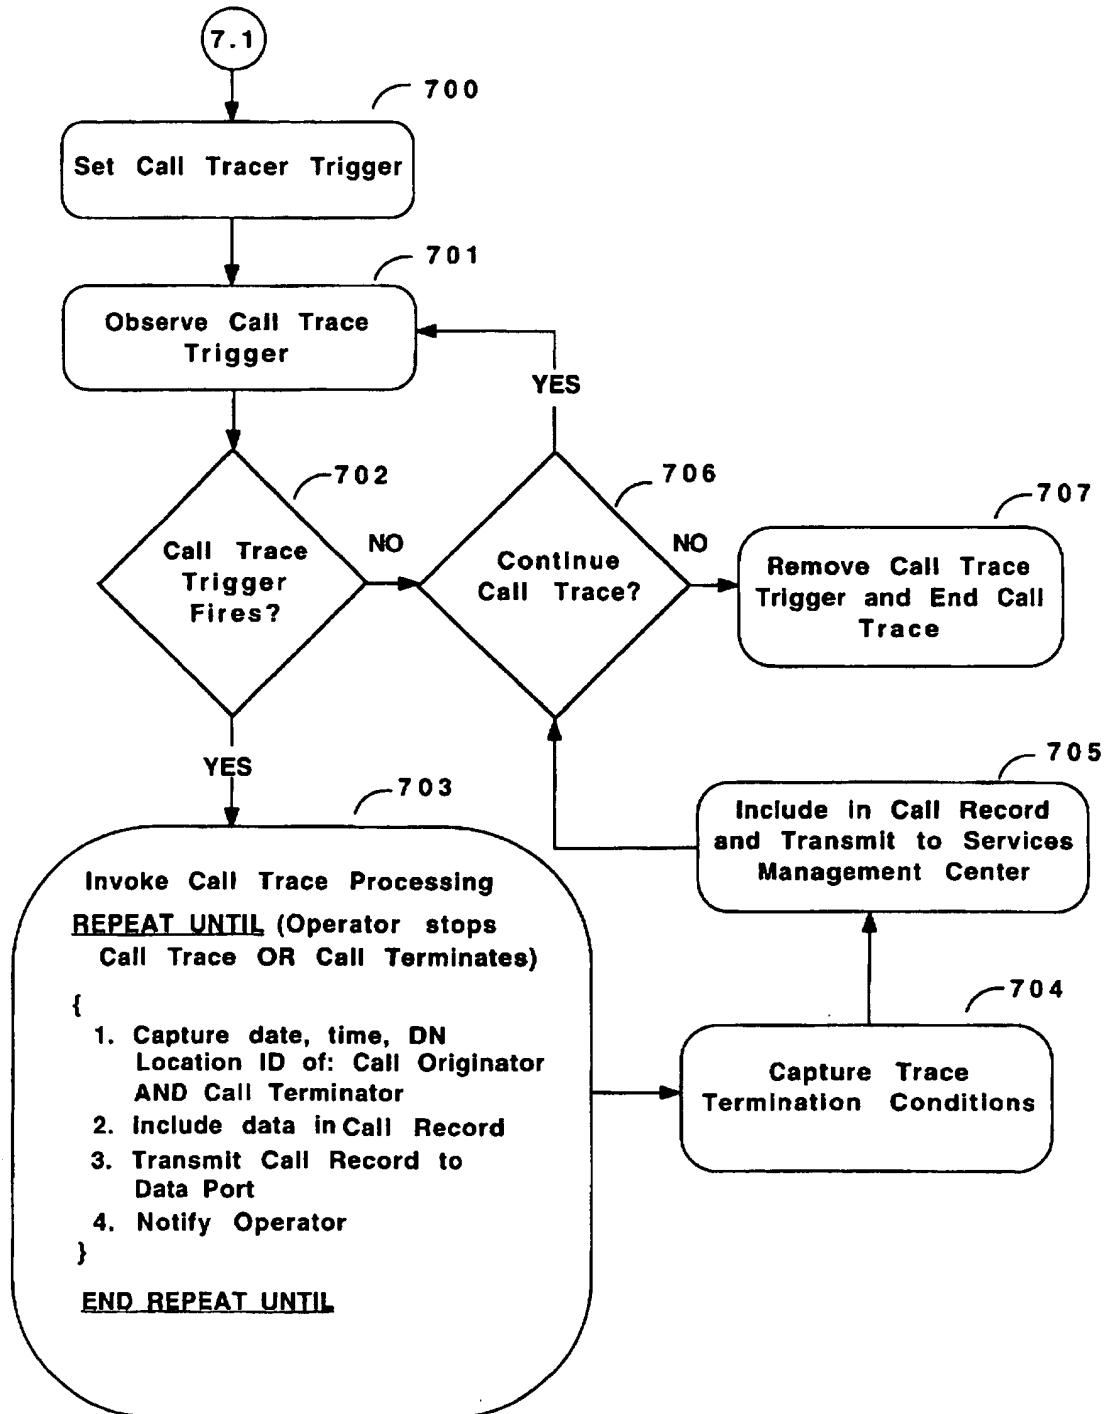 7.1
700
Set Call Tracer Trigger
701
Observe Call Trace
Trigger
YES
702
706
707
Call Trace
Trigger
Fires?
NO
Continue
Call Trace?
NO
Remove Call Trace
Trigger and End Call
Trace
YES
703
705
Include in Call Record
and Transmit to Services
Management Center
Invoke Call Trace Processing
REPEAT UNTIL (Operator stops
Call Trace OR Call Terminates)
{
1. Capture date, time, DN
Location ID of: Call Originator
AND Call Terminator
2. Include data in Call Record
3. Transmit Call Record to
Data Port
4. Notify Operator
}
END REPEAT UNTIL
704
Capture Trace
Termination Conditions